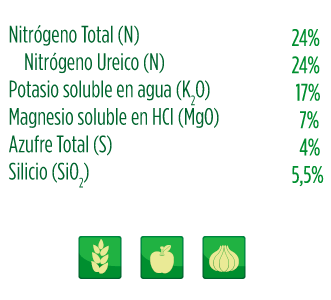 Nitrógeno Total (N) 24%
Nitrógeno Ureico (N) 24%
Potasio soluble en agua (K₂O) 17%
Magnesio soluble en HCl (MgO) 7%
Azufre Total (S) 4%
Silicio (SiO₂) 5,5%